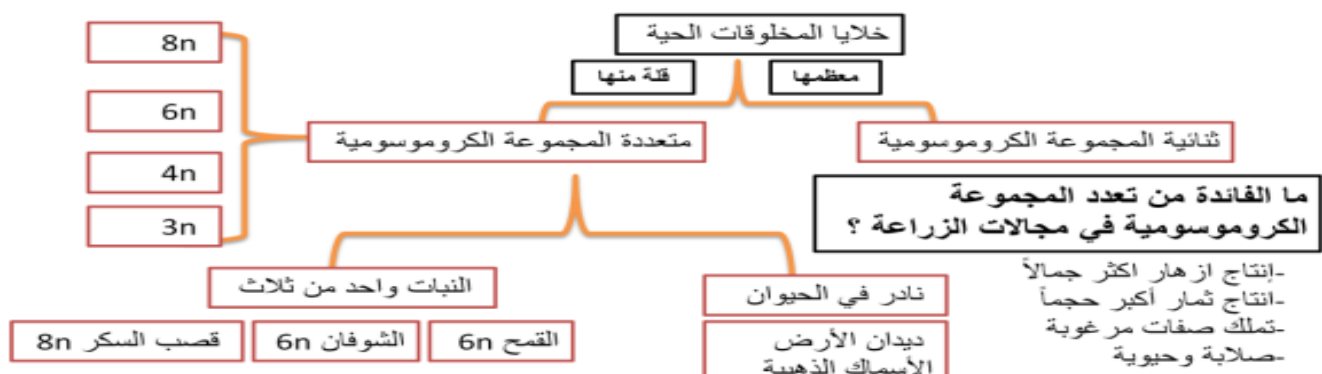 خلايا المخلوقات الحية
معظمها
قلة منها
ثنائية المجموعة الكروموسومية
متعددة المجموعة الكروموسومية
8n
6n
4n
3n
ما الفائدة من تعدد المجموعة
الكروموسومية في مجالات الزراعة ؟
-إنتاج ازهار اكثر جمالاً
-انتاج ثمار أكبر حجماً
-تملك صفات مرغوبة
-صلابة وحيوية
نادر في الحيوان
ديدان الأرض
الأسماك الذهبية
النبات واحد من ثلاث
القمح 6n
الشوفان 6n
قصب السكر 8n